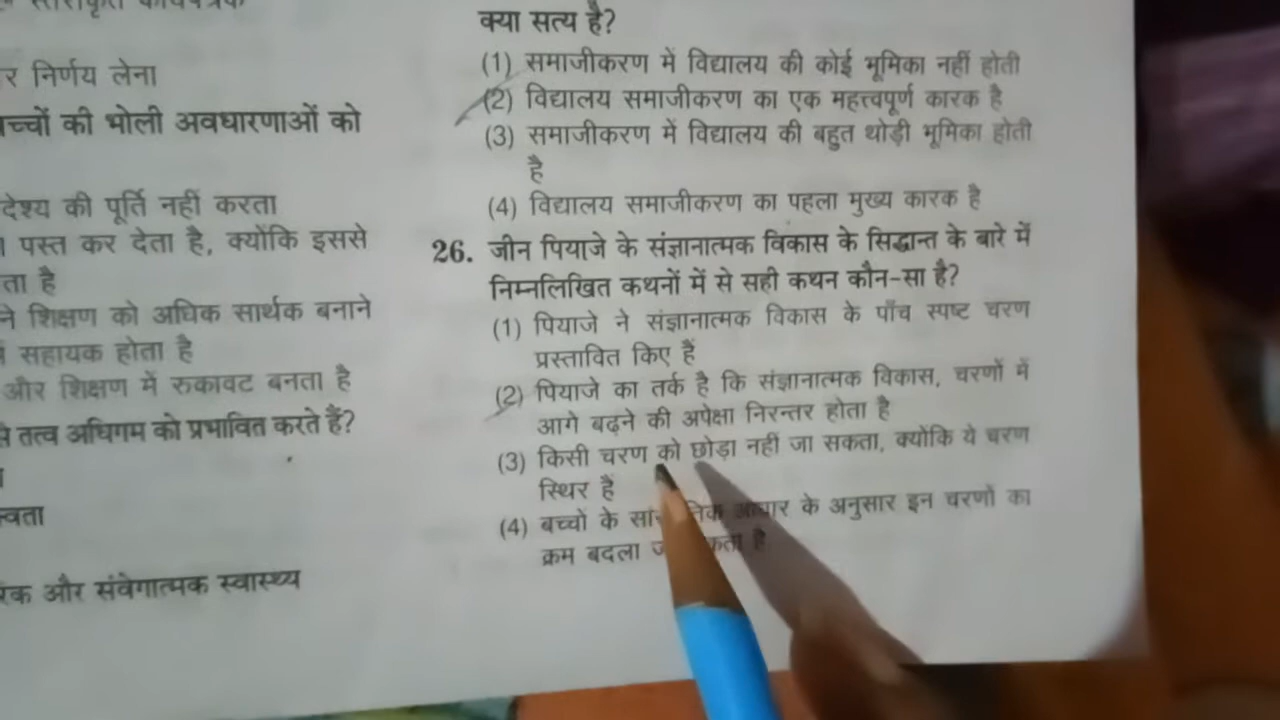 र निर्णय लेना
बच्चों की भोली अवधारणाओं को
देश्य की पूर्ति नहीं करता
पस्त कर देता है, क्योंकि इससे
ता है
ने शिक्षण को अधिक सार्थक बनाने
सहायक होता है
और शिक्षण में रुकावट बनता है
तत्व अधिगम को प्रभावित करते हैं?
और संवेगात्मक स्वास्थ्य
क्या सत्य है?
(1) समाजीकरण में विद्यालय की कोई भूमिका नहीं होती
(2) विद्यालय समाजीकरण का एक महत्त्वपूर्ण कारक है
(3) समाजीकरण में विद्यालय की बहुत थोड़ी भूमिका होती
है
(4) विद्यालय समाजीकरण का पहला मुख्य कारक है
26. जीन पियाजे के संज्ञानात्मक विकास के सिद्धान्त के बारे में
निम्नलिखित कथनों में से सही कथन कौन-सा है?
(1) पियाजे ने संज्ञानात्मक विकास के पाँच स्पष्ट चरण
प्रस्तावित किए हैं
(2) पियाजे का तर्क है कि संज्ञानात्मक विकास, चरणों में
आगे बढ़ने की अपेक्षा निरन्तर होता है
(3) किसी चरण को छोड़ा नहीं जा सकता, क्योंकि ये चरण
स्थिर हैं
(4) बच्चों के के अनुसार इन चरणों का
क्रम बदला है